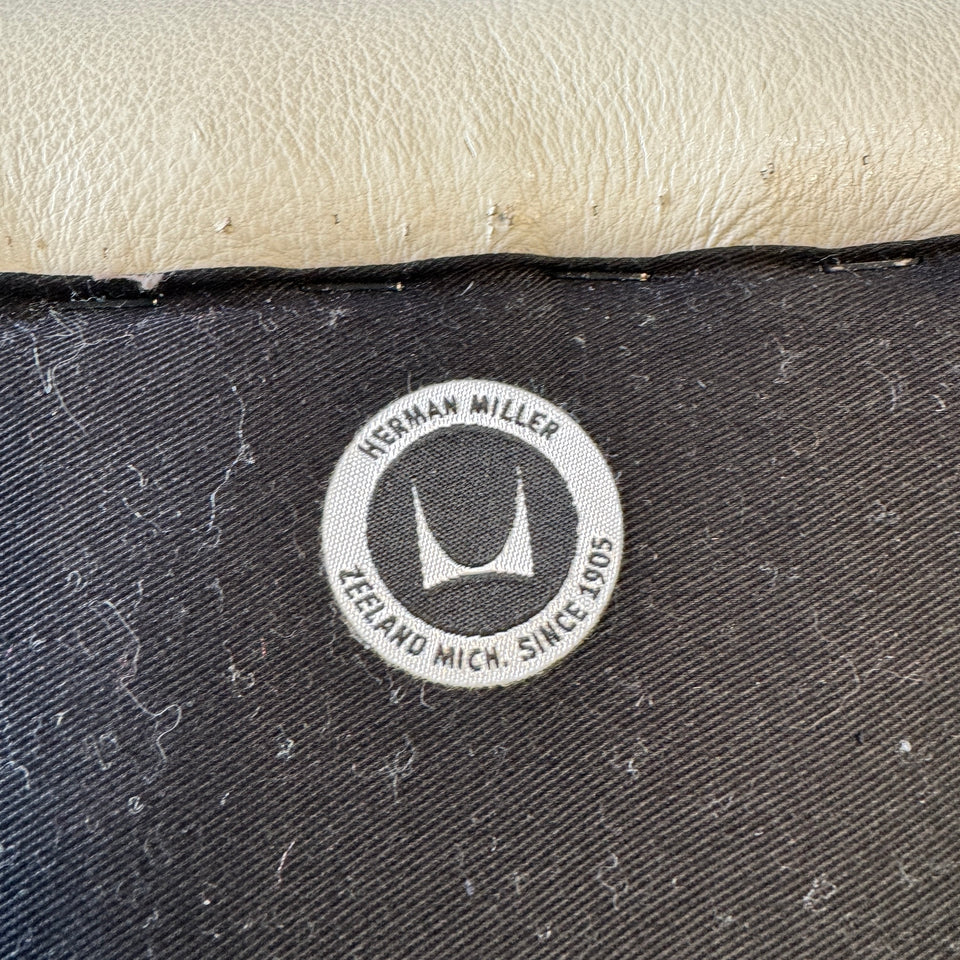 HERMAN MILLER
ZEELAND MICH. SINCE 1905